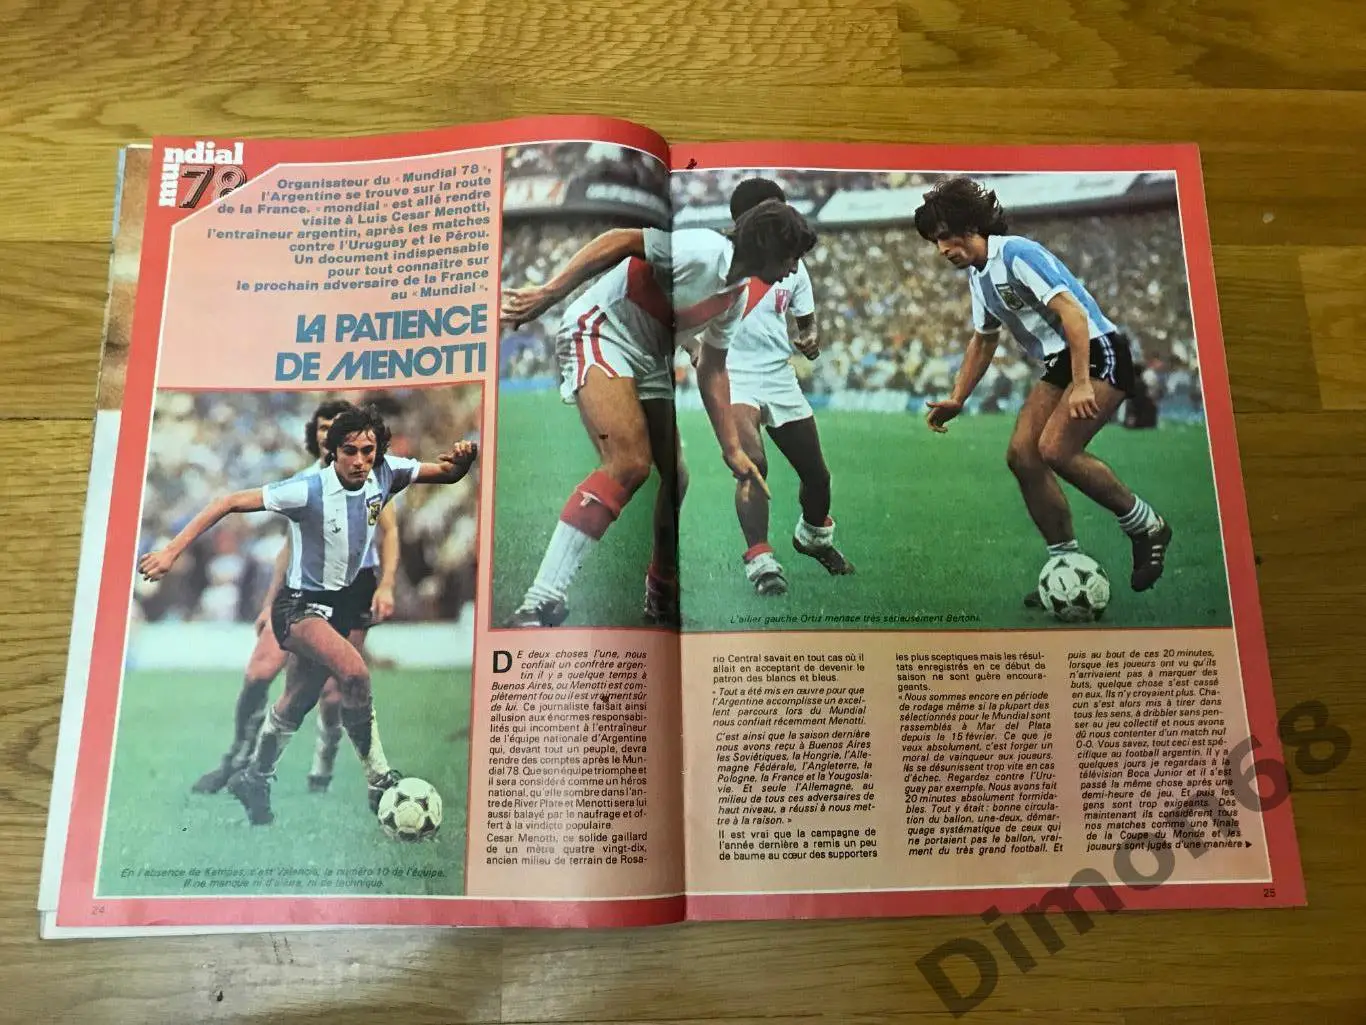 mundial
78
Organisateur du « Mundial 78 »,
l'Argentine se trouve sur la route
de la France. « mondial » est allé rendre
visite à Luis Cesar Menotti,
l'entraîneur argentin, après les matches
contre l'Uruguay et le Pérou.
Un document indispensable
pour tout connaître sur
le prochain adversaire de la France
au « Mundial ».
LA PATIENCE
DE MENOTTI
En l'absence de Kempes, c'est Valencia, le numéro 10 de l'équipe.
Il ne manque ni d'allure, ni de technique.
24
L'ailier gauche Ortiz menace très sérieusement Bertoni.
DE deux choses l'une, nous
confiait un confrère argen-
tin il y a quelque temps à
Buenos Aires, ou Menotti est com-
plètement fou ou il est vraiment sûr
de lui. Ce journaliste faisait ainsi
allusion aux énormes responsabi-
lités qui incombent à l'entraîneur
de l'équipe nationale d'Argentine
qui, devant tout un peuple, devra
rendre des comptes après le Mun-
dial 78. Que son équipe triomphe et
il sera considéré comme un héros
national, qu'elle sombre dans l'an-
tre de River Plate et Menotti sera lui
aussi balayé par le naufrage et of-
fert à la vindicte populaire.
Cesar Menotti, ce solide gaillard
de un mètre quatre vingt-dix,
ancien milieu de terrain de Rosa-
rio Central savait en tout cas où il
allait en acceptant de devenir le
patron des blancs et bleus.
« Tout a été mis en œuvre pour que
l'Argentine accomplisse un excel-
lent parcours lors du Mundial
nous confiait récemment Menotti.
C'est ainsi que la saison dernière
nous avons reçu à Buenos Aires
les Soviétiques, la Hongrie, l'Alle-
magne Fédérale, l'Angleterre, la
Pologne, la France et la Yougosla-
vie. Et seule l'Allemagne, au
milieu de tous ces adversaires de
haut niveau, a réussi à nous met-
tre à la raison. »
Il est vrai que la campagne de
l'année dernière a remis un peu
de baume au cœur des supporters
les plus sceptiques mais les résultats
enregistrés en ce début de
saison ne sont guère encoura-
geants.
« Nous sommes encore en période
de rodage même si la plupart des
sélectionnés pour le Mundial sont
rassemblés à Mar del Plata
depuis le 15 février. Ce que je
veux absolument, c'est forger un
moral de vainqueur aux joueurs.
Ils se désunissent trop vite en cas
d'échec. Regardez contre l'Uru-
guay par exemple. Nous avons fait
20 minutes absolument formida-
bles. Tout y était : bonne circulation
du ballon, une-deux, démar-
quage systématique de ceux qui
ne portaient pas le ballon, vrai-
ment du très grand football. Et
puis au bout de ces 20 minutes,
lorsque les joueurs ont vu qu'ils
n'arrivaient pas à marquer des
buts, quelque chose s'est cassé
en eux. Ils n'y croyaient plus. Cha-
cun s'est alors mis à tirer dans
tous les sens, à dribbler sans pen-
ser au jeu collectif et nous avons
dû nous contenter d'un match nul
0-0. Vous savez, tout ceci est spé-
cifique au football argentin. Il y a
quelques jours je regardais à la
télévision Boca Junior et il s'est
passé la même chose après une
demi-heure de jeu. Et puis les
gens sont trop exigeants. Dès
maintenant ils considèrent tous
nos matches comme une finale
de la Coupe du Monde et les
joueurs sont jugés d'une manière ▶
25
Dimon68